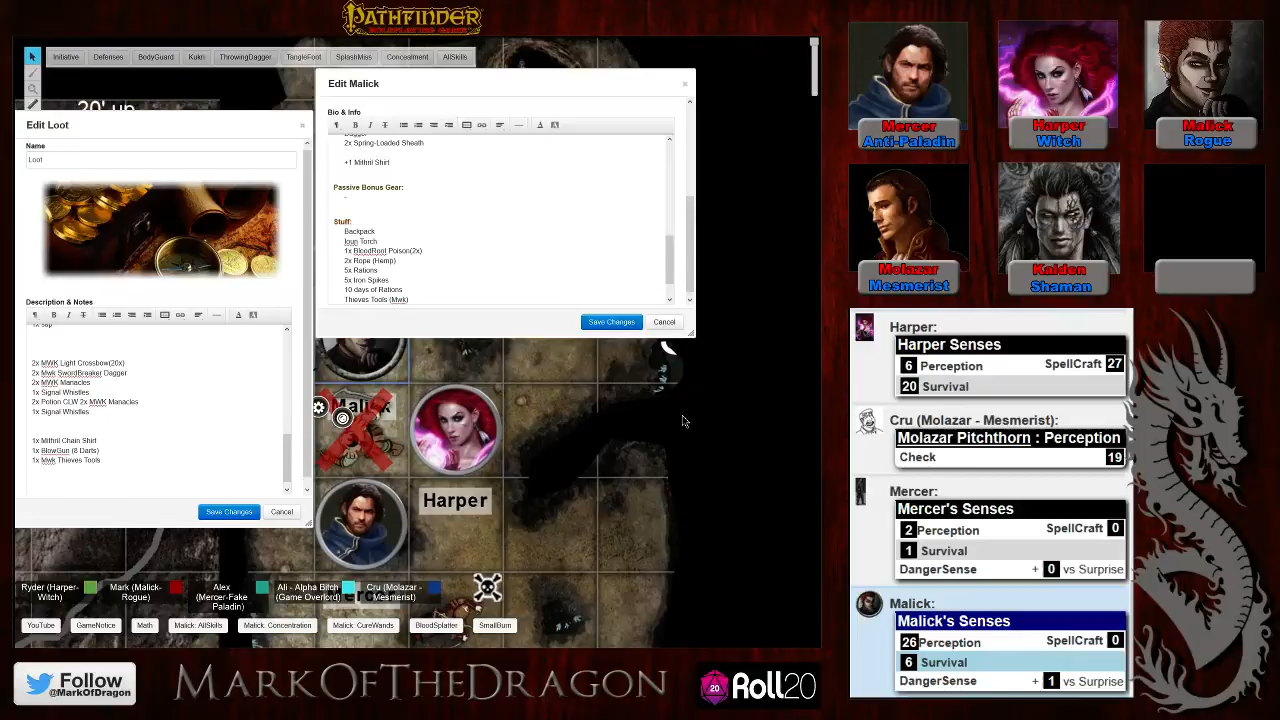 PATHFINDER
ROLEPLAYING GAME
Initiative
Defenses
BodyGuard
Kukri
ThrowingDagger
TangleFoot
SplashMiss
Concealment
AllSkills
20' up
Edit Loot
×
Name
Loot
Description & Notes
1x sap
2x MWK Light Crossbow(20x)
2x Mwk SwordBreaker Dagger
2x MWK Manacles
1x Signal Whistles
2x Potion CLW 2x MWK Manacles
1x Signal Whistles
1x Mithril Chain Shirt
1x BlowGun (8 Darts)
1x Mwk Thieves Tools
Save Changes
Cancel
Edit Malick
×
Bio & Info
Dagger
2x Spring-Loaded Sheath
+1 Mithril Shirt
Passive Bonus Gear:
-
Stuff:
Backpack
Ioun Torch
1x BloodRoot Poison(2x)
2x Rope (Hemp)
5x Rations
5x Iron Spikes
10 days of Rations
Thieves Tools (Mwk)
Save Changes
Cancel
Malick
Harper
Ryder (Harper-
Witch)
Mark (Malick-
Rogue)
Alex
(Mercer-Fake
Paladin)
Ali - Alpha Bitch
(Game Overlord)
Cru (Molazar -
Mesmerist)
YouTube
GameNotice
Math
Malick: AllSkills
Malick: Concentration
Malick: CureWands
BloodSplatter
SmallBurn
Follow
@MarkOfDragon
MARKOFTHEDRAGON
20
Roll20
Mercer
Anti-Paladin
Harper
Witch
Malick
Rogue
Molazar
Mesmerist
Kaiden
Shaman
Harper:
Harper Senses
6 Perception SpellCraft 27
20 Survival
Cru (Molazar - Mesmerist):
Molazar Pitchthorn : Perception
Check 19
Mercer:
Mercer's Senses
2 Perception SpellCraft 0
1 Survival
DangerSense + 0 vs Surprise
Malick:
Malick's Senses
26 Perception SpellCraft 0
6 Survival
DangerSense + 1 vs Surprise